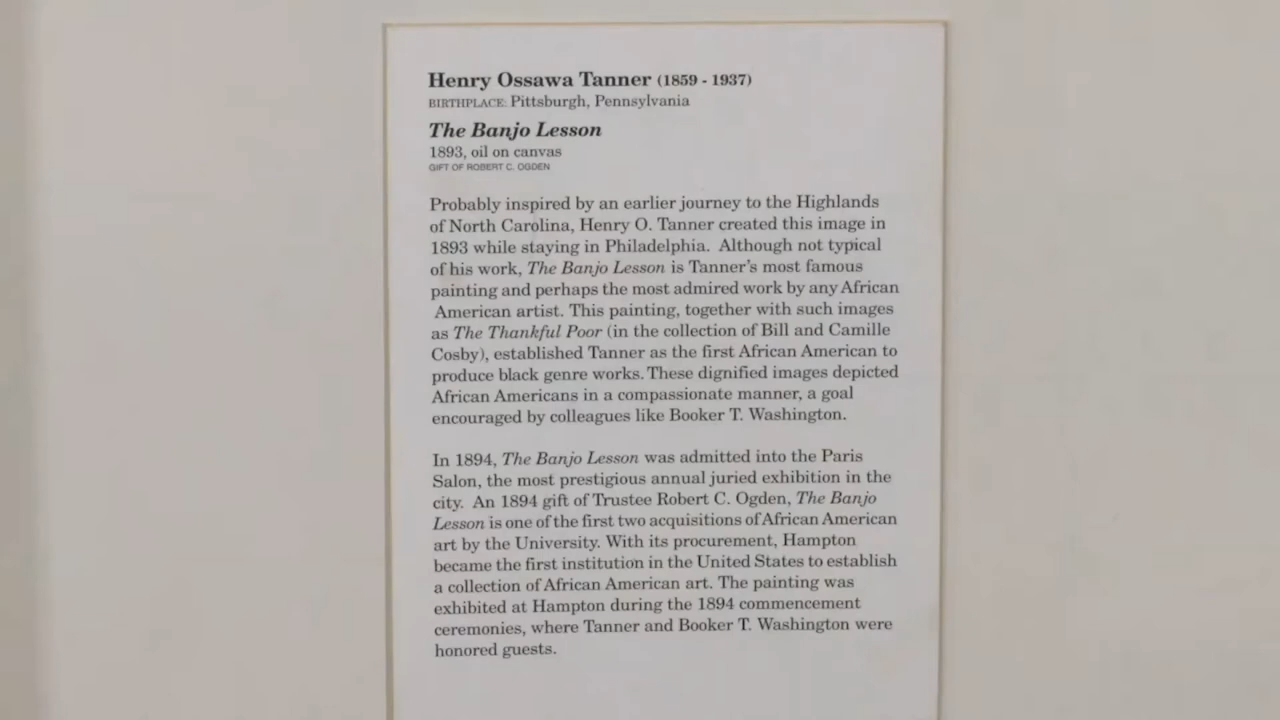 Henry Ossawa Tanner (1859 - 1937)
BIRTHPLACE: Pittsburgh, Pennsylvania
The Banjo Lesson
1893, oil on canvas
GIFT OF ROBERT C. OGDEN
Probably inspired by an earlier journey to the Highlands
of North Carolina, Henry O. Tanner created this image in
1893 while staying in Philadelphia. Although not typical
of his work, The Banjo Lesson is Tanner's most famous
painting and perhaps the most admired work by any African
American artist. This painting, together with such images
as The Thankful Poor (in the collection of Bill and Camille
Cosby), established Tanner as the first African American to
produce black genre works. These dignified images depicted
African Americans in a compassionate manner, a goal
encouraged by colleagues like Booker T. Washington.
In 1894, The Banjo Lesson was admitted into the Paris
Salon, the most prestigious annual juried exhibition in the
city. An 1894 gift of Trustee Robert C. Ogden, The Banjo
Lesson is one of the first two acquisitions of African American
art by the University. With its procurement, Hampton
became the first institution in the United States to establish
a collection of African American art. The painting was
exhibited at Hampton during the 1894 commencement
ceremonies, where Tanner and Booker T. Washington were
honored guests.